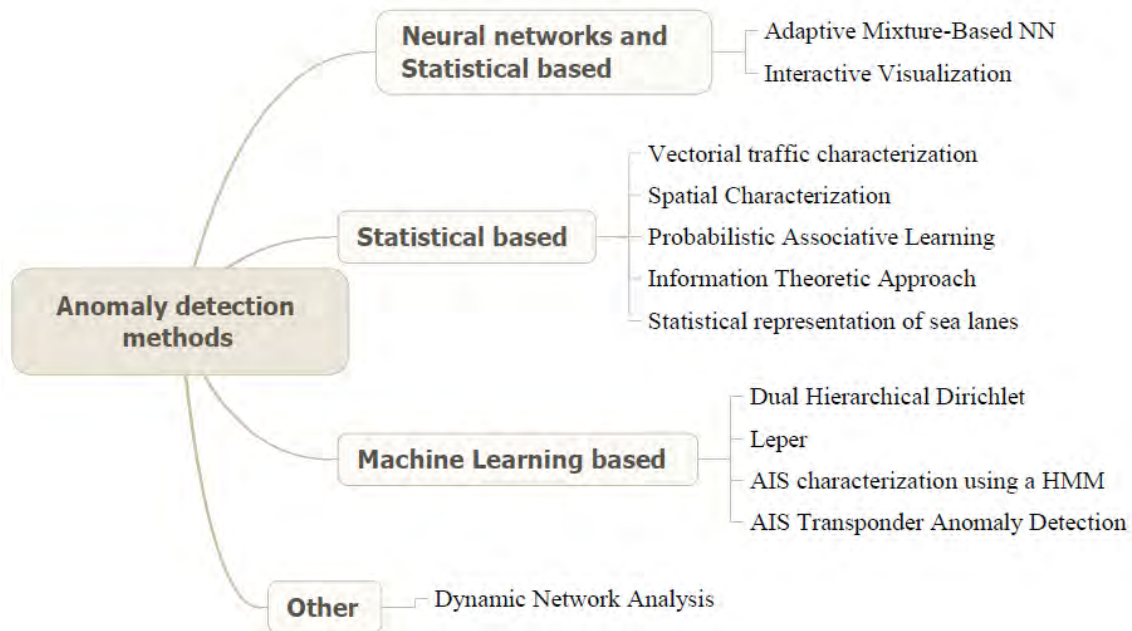 Neural networks and
Statistical based
Adaptive Mixture-Based NN
Interactive Visualization
Statistical based
Vectorial traffic characterization
Spatial Characterization
Probabilistic Associative Learning
Information Theoretic Approach
Statistical representation of sea lanes
Anomaly detection
methods
Machine Learning based
Dual Hierarchical Dirichlet
Leper
AIS characterization using a HMM
AIS Transponder Anomaly Detection
Other
Dynamic Network Analysis